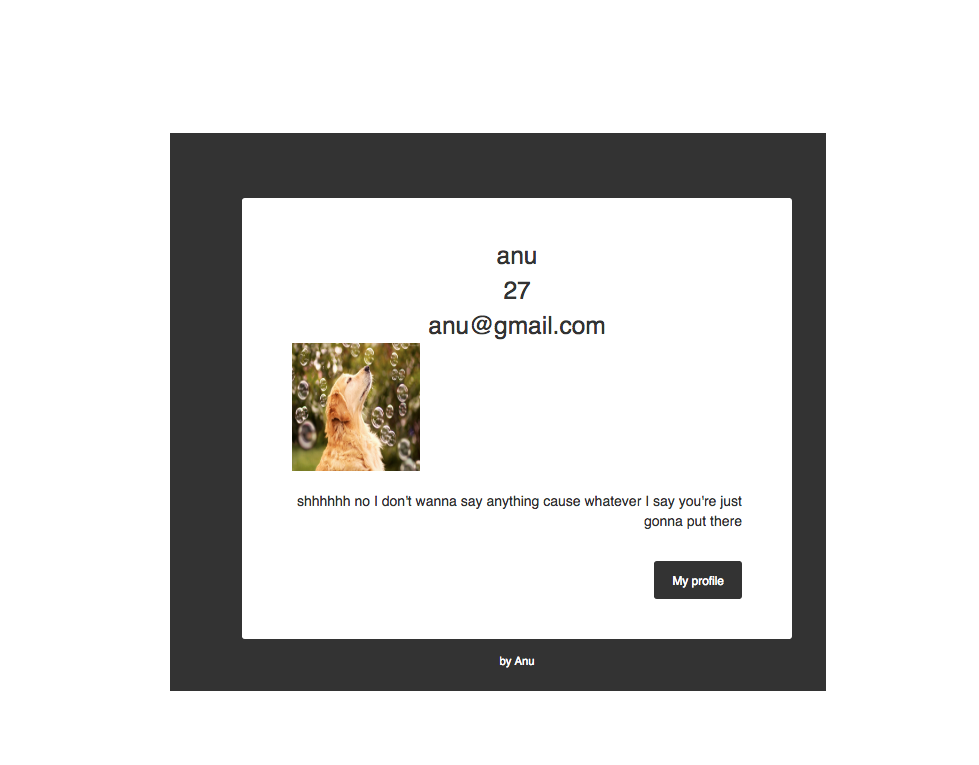 anu
27
anu@gmail.com
shhhhhh no I don't wanna say anything cause whatever I say you're just
gonna put there
My profile
by Anu